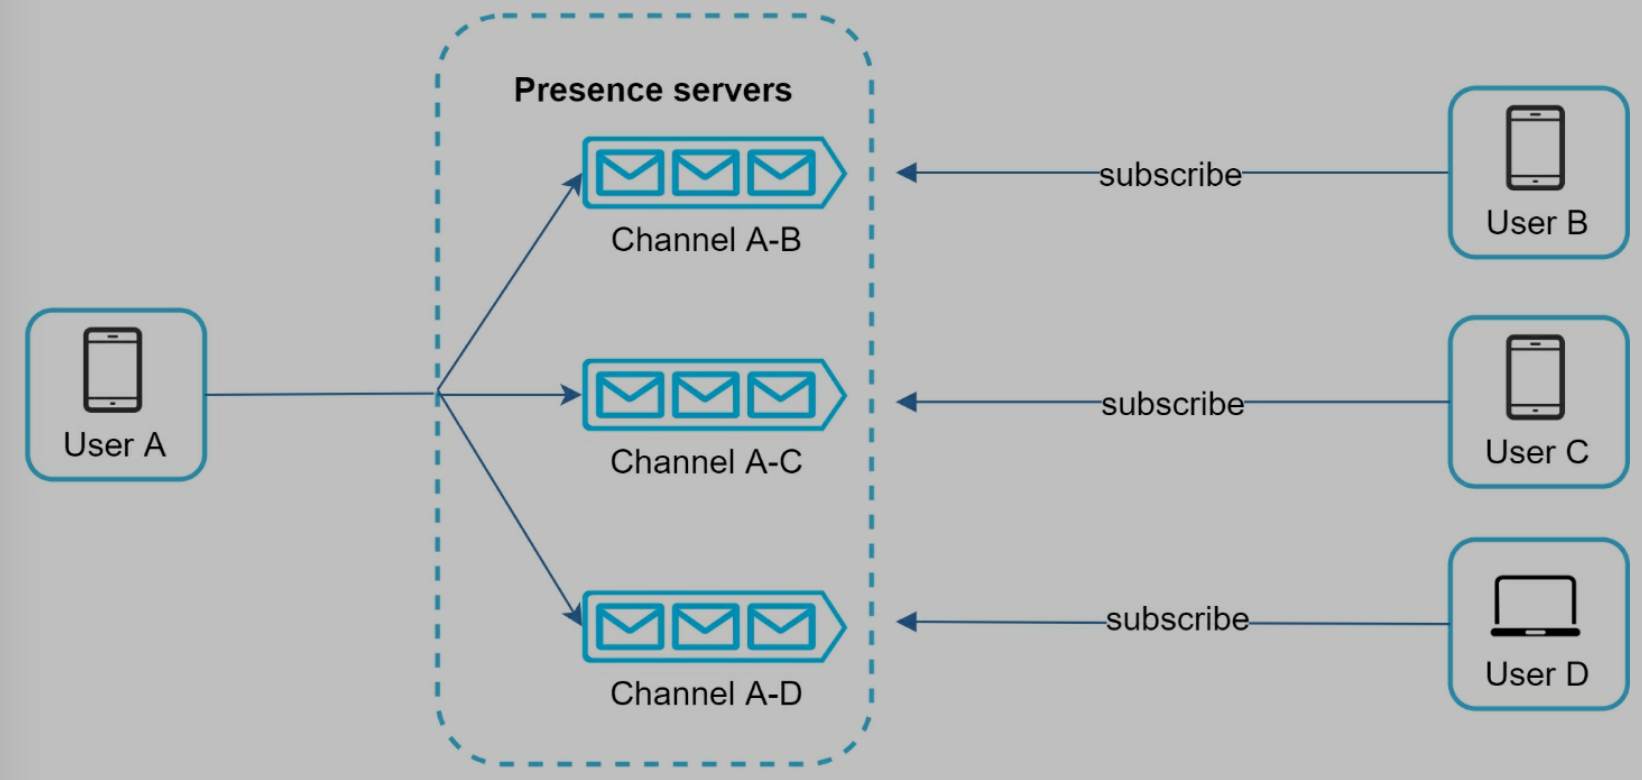 Presence servers
Channel A-B
subscribe
User B
User A
Channel A-C
subscribe
User C
Channel A-D
subscribe
User D